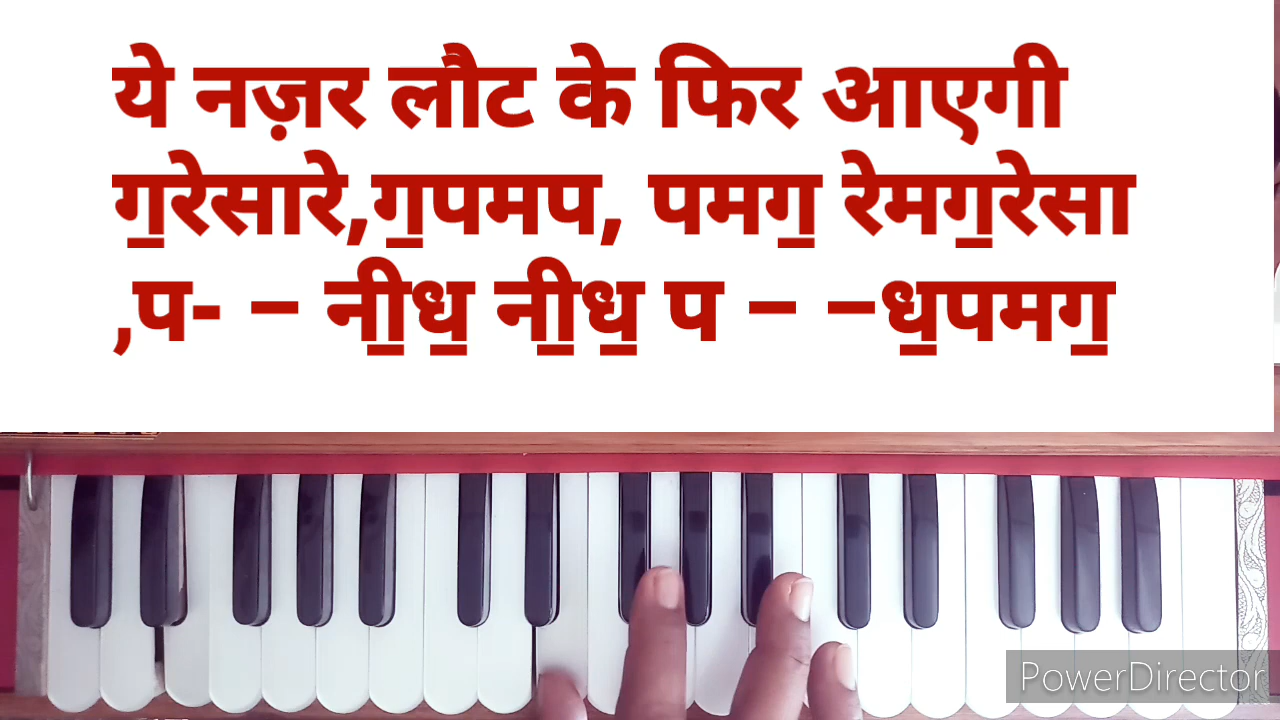 ये नज़र लौट के फिर आएगी
ग॒रेसारे,ग॒पमप, पमग॒ रेमग॒रेसा
,प- – नी॒ध॒ नी॒ध॒ प – –ध॒पमग॒
PowerDirector